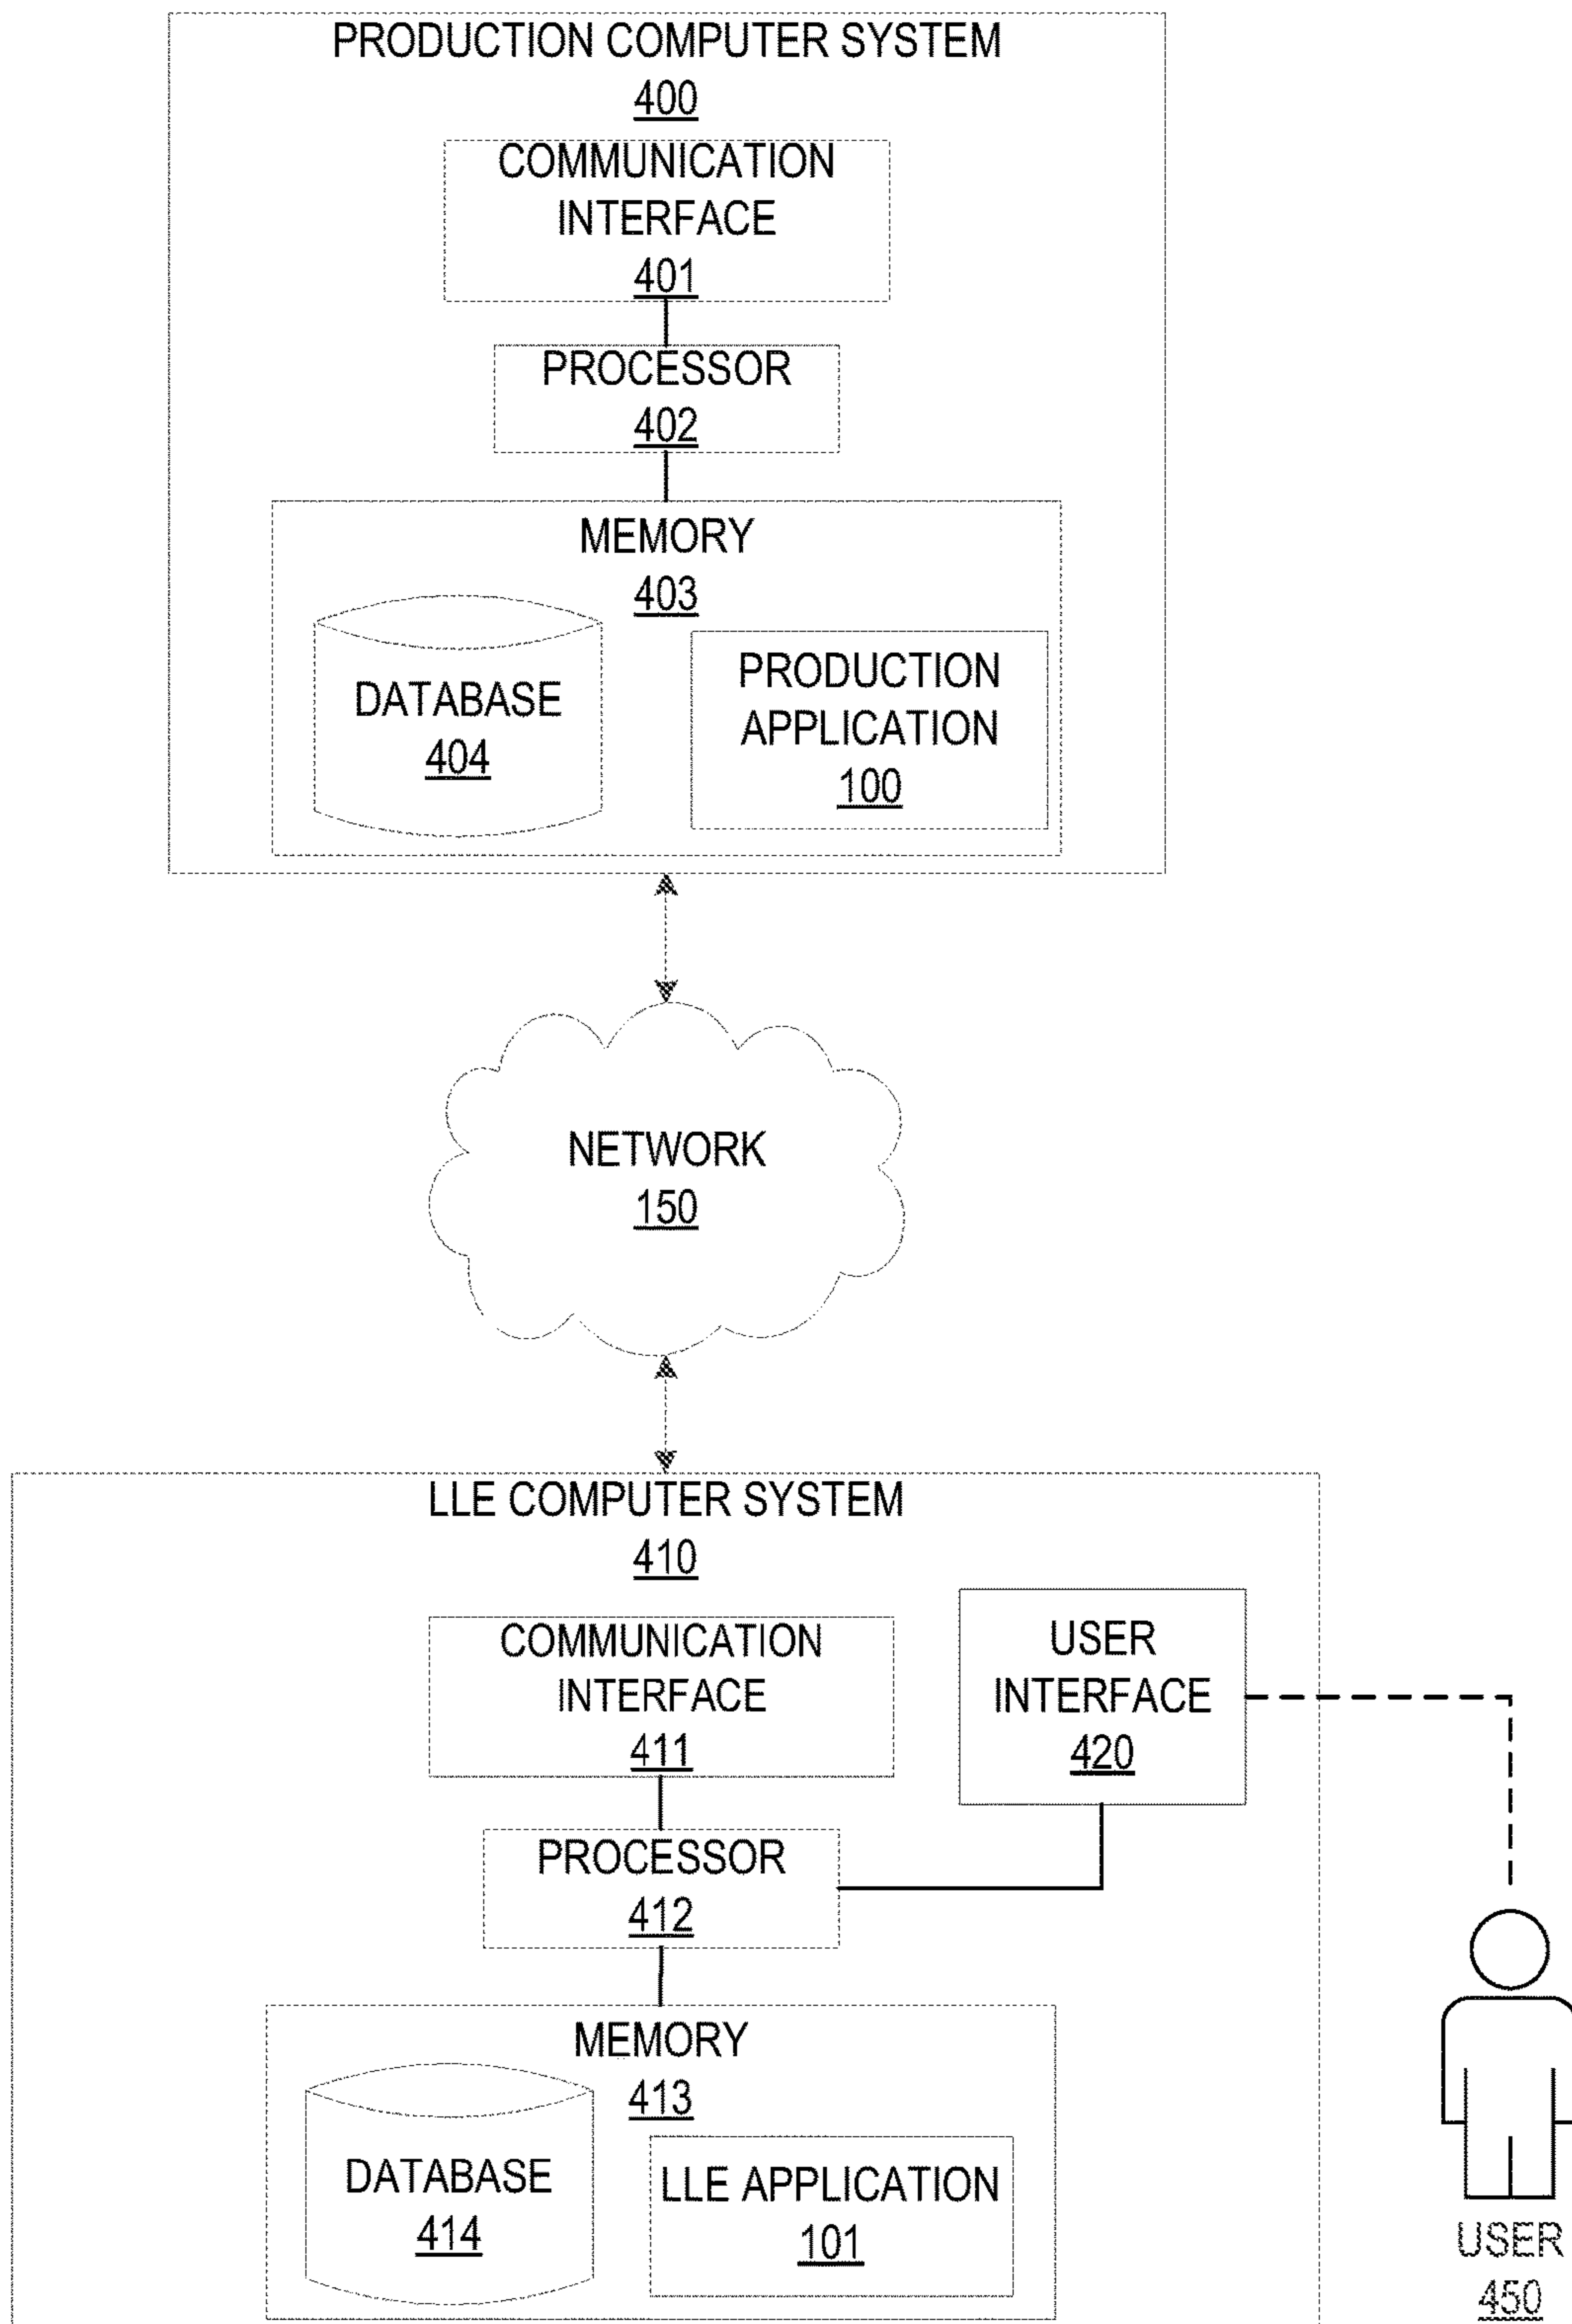 PRODUCTION COMPUTER SYSTEM
400
COMMUNICATION
INTERFACE
401
PROCESSOR
402
MEMORY
403
DATABASE
404
PRODUCTION
APPLICATION
100
NETWORK
150
LLE COMPUTER SYSTEM
410
COMMUNICATION
INTERFACE
411
USER
INTERFACE
420
PROCESSOR
412
MEMORY
413
DATABASE
414
LLE APPLICATION
101
USER
450